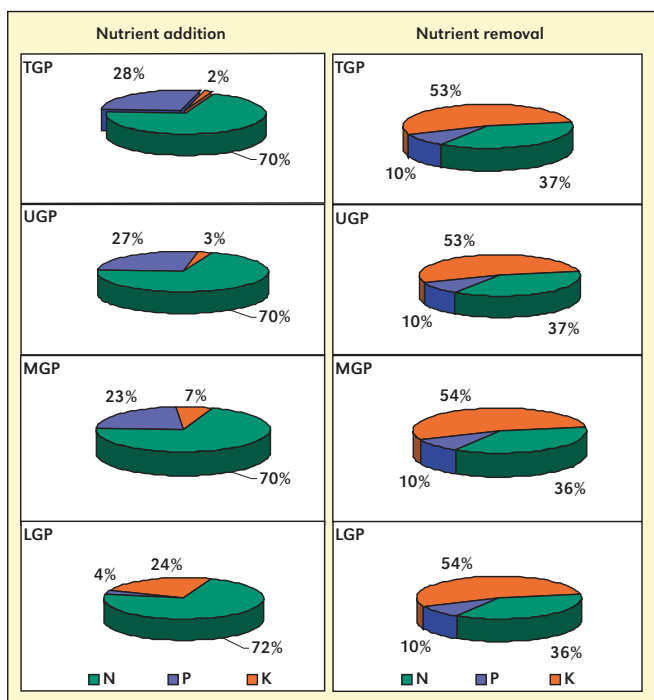 Nutrient addition
Nutrient removal
TGP
28%
2%
70%
TGP
53%
10%
37%
UGP
27%
3%
70%
UGP
53%
10%
37%
MGP
23%
7%
70%
MGP
54%
10%
36%
LGP
4%
24%
72%
N P K
LGP
54%
10%
36%
N P K